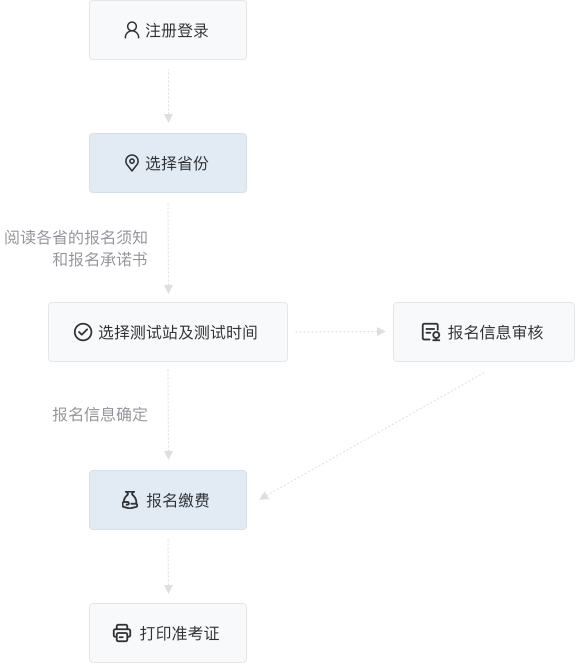 注册登录
选择省份
阅读各省的报名须知
和报名承诺书
选择测试站及测试时间
报名信息审核
报名信息确定
报名缴费
打印准考证